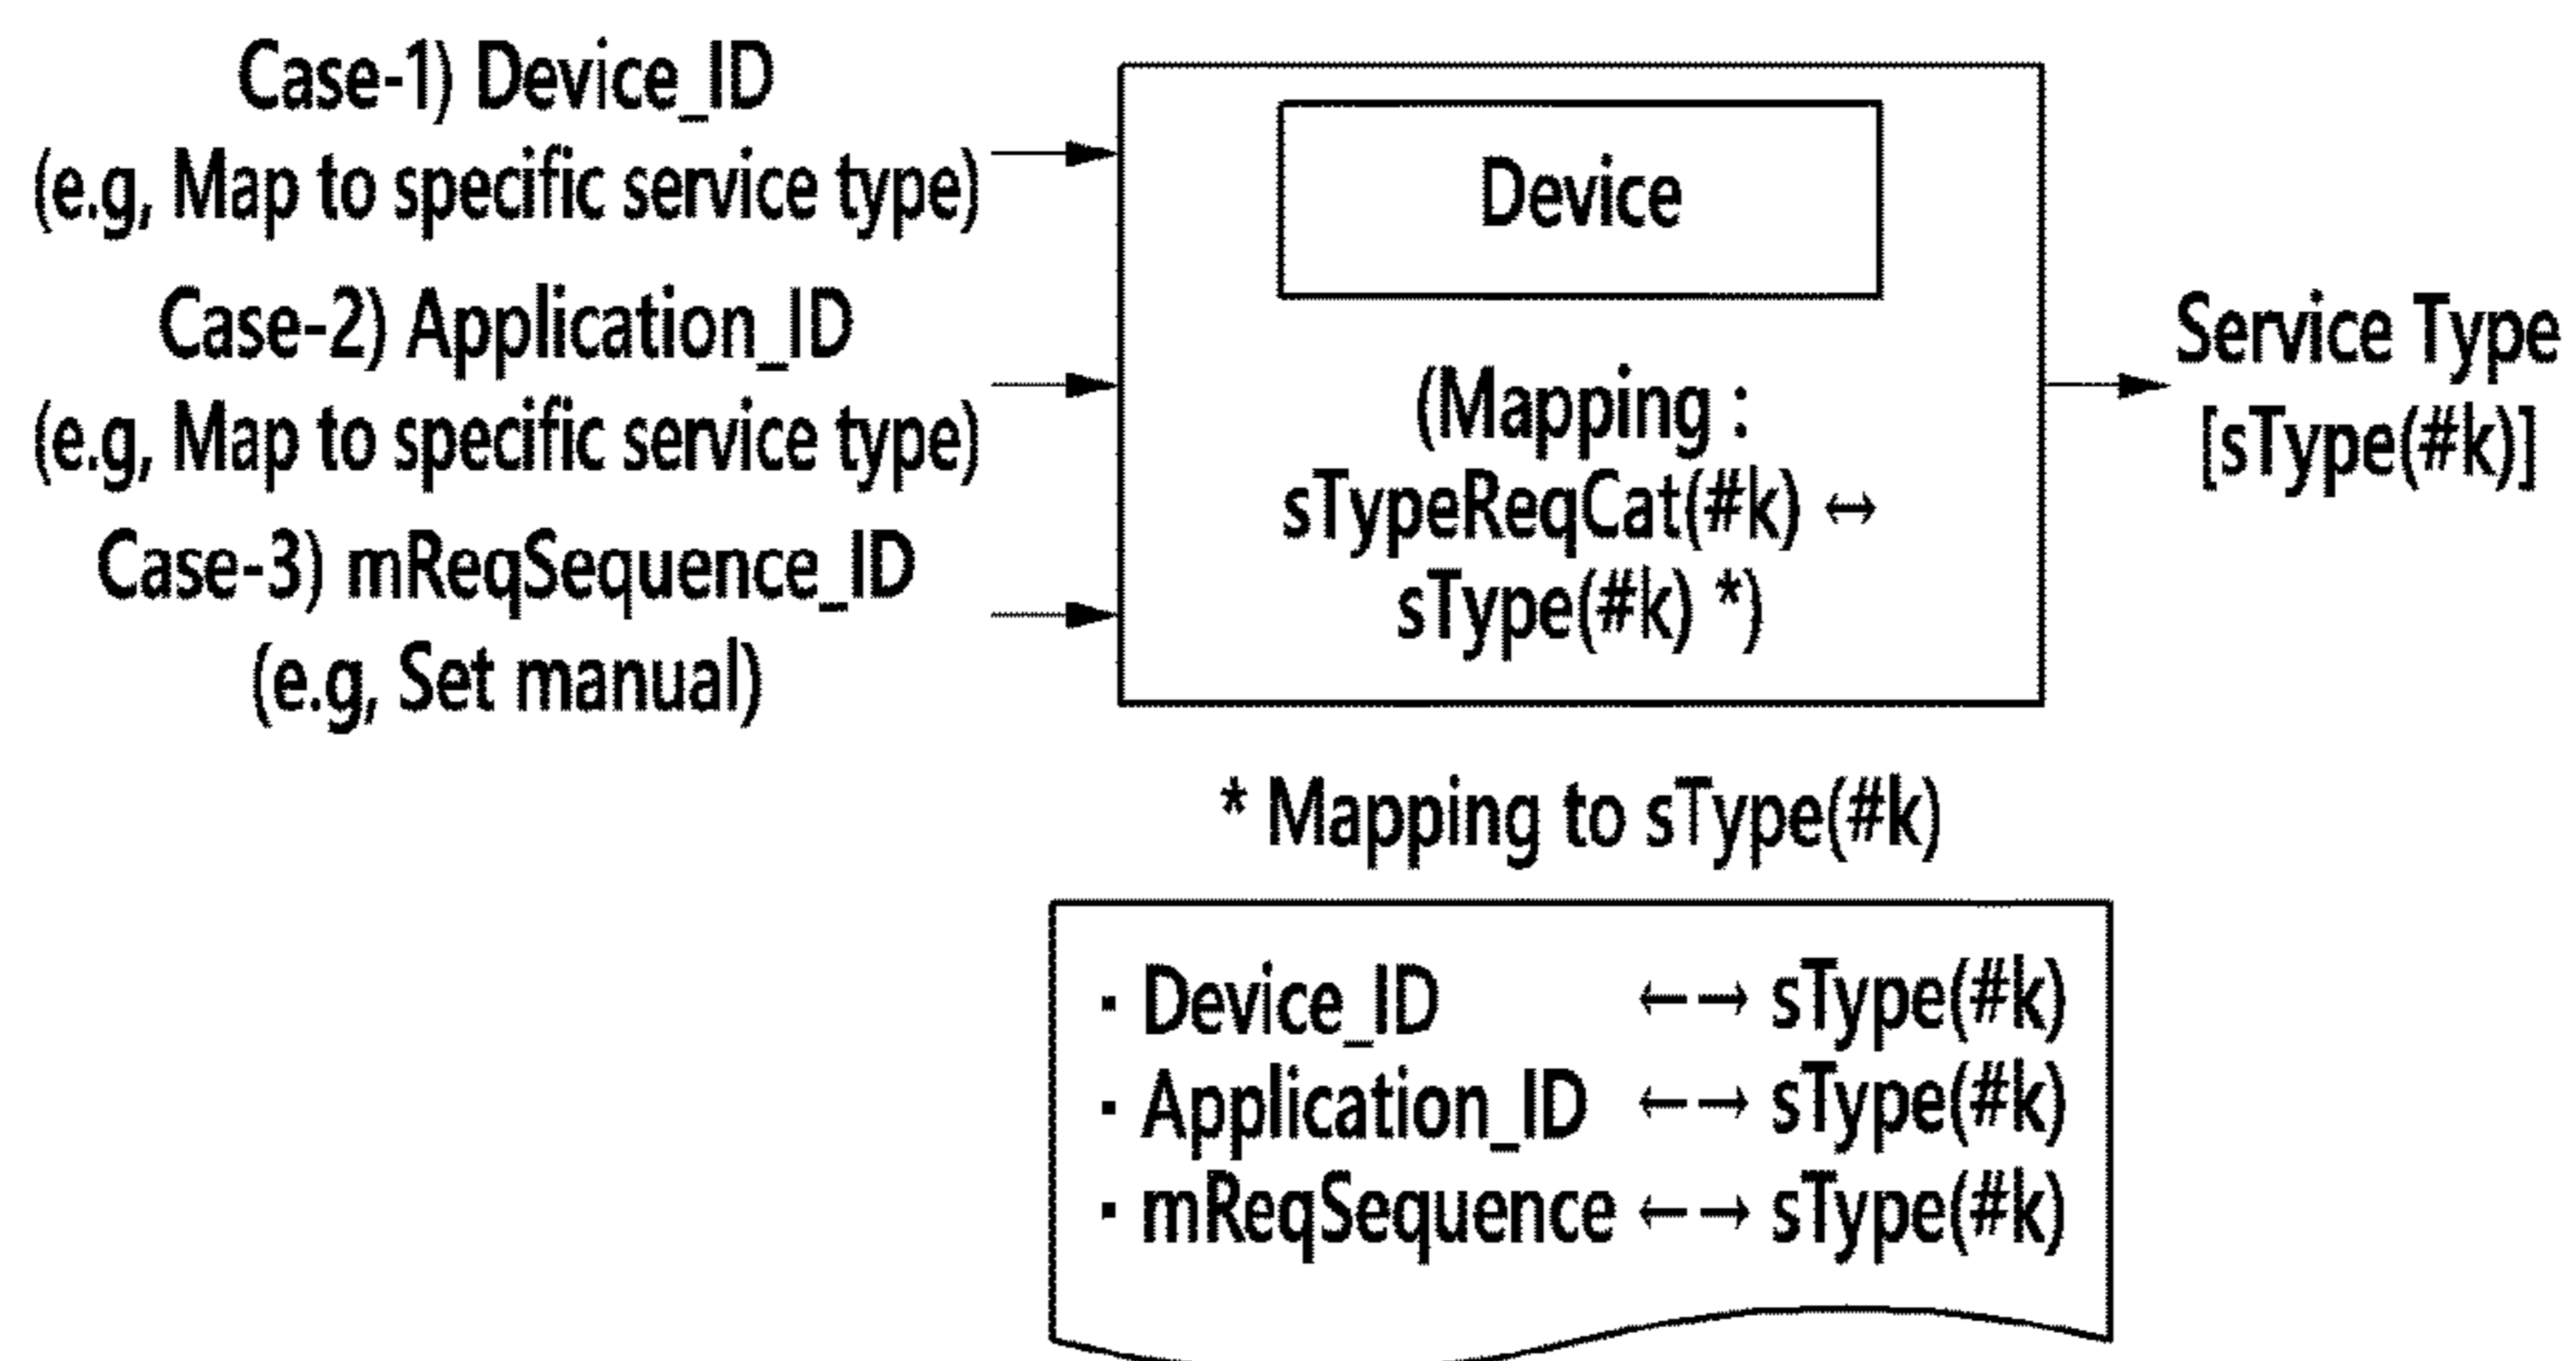 Case-1) Device_ID
(e.g, Map to specific service type)
Case-2) Application_ID
(e.g, Map to specific service type)
Case-3) mReqSequence_ID
(e.g, Set manual)
Device
(Mapping :
sTypeReqCat(#k) ↔
sType(#k) *)
Service Type
[sType(#k)]
* Mapping to sType(#k)
· Device_ID ←→ sType(#k)
· Application_ID ←→ sType(#k)
· mReqSequence ←→ sType(#k)